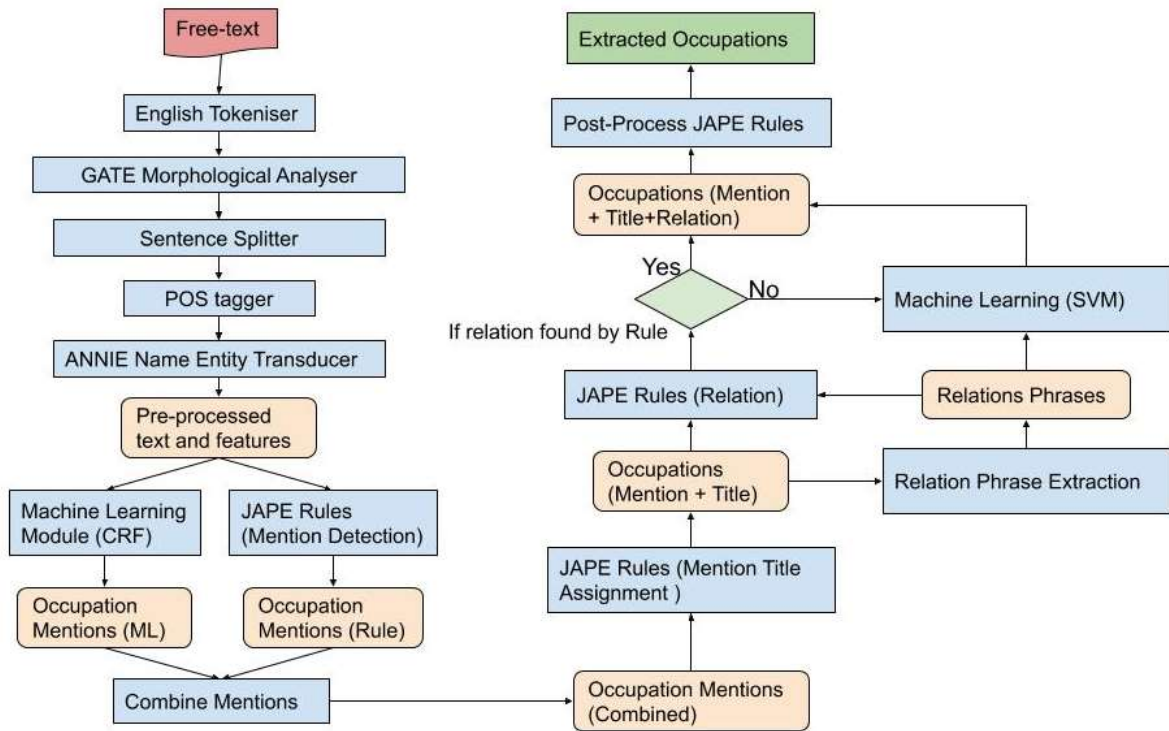 Free-text
English Tokeniser
GATE Morphological Analyser
Sentence Splitter
POS tagger
ANNIE Name Entity Transducer
Pre-processed
text and features
Machine Learning
Module (CRF)
JAPE Rules
(Mention Detection)
Occupation
Mentions (ML)
Occupation
Mentions (Rule)
Combine Mentions
Occupation Mentions
(Combined)
JAPE Rules (Mention Title
Assignment )
Occupations
(Mention + Title)
Relation Phrase Extraction
Relations Phrases
JAPE Rules (Relation)
If relation found by Rule
Yes
No
Machine Learning (SVM)
Occupations (Mention
+ Title+Relation)
Post-Process JAPE Rules
Extracted Occupations